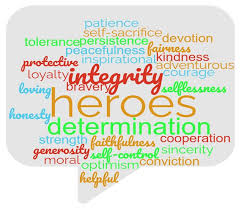 patience
self-sacrifice
tolerance persistence devotion
peacefulness fairness
protective inspirational kindness
loyalty integrity adventurous
bravery courage
loving heroes selflessness
honesty
determination
strength faithfulness cooperation
generosity self-control sincerity
moral optimism conviction
helpful